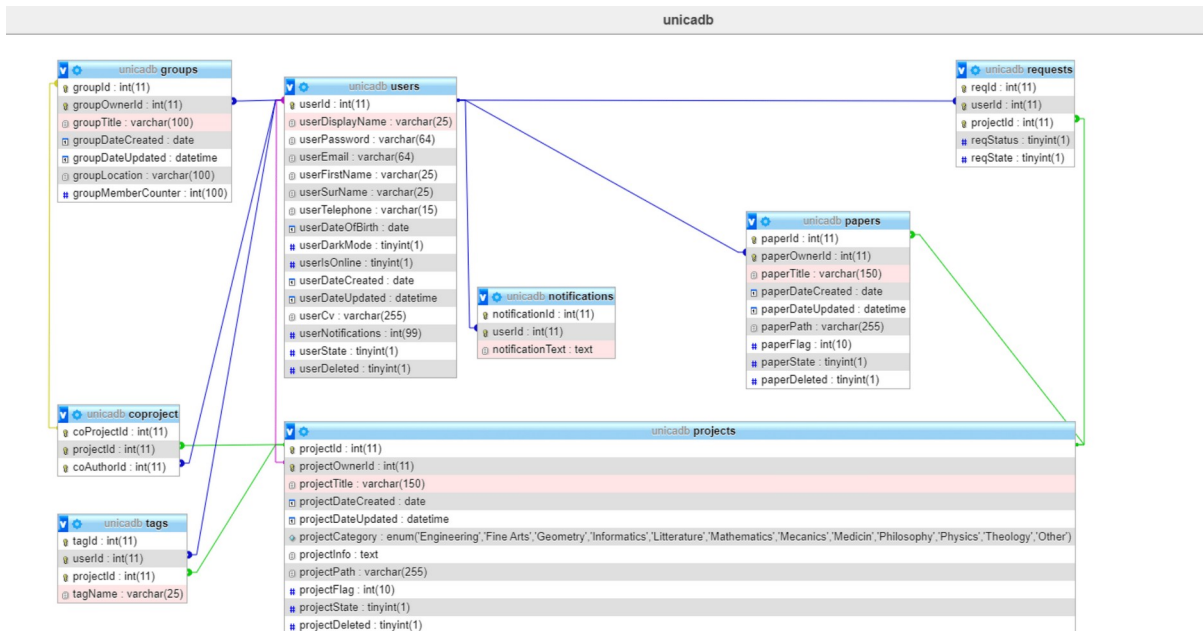 unicadb
unicadb groups
groupId : int(11)
groupOwnerId : int(11)
groupTitle : varchar(100)
groupDateCreated : date
groupDateUpdated : datetime
groupLocation : varchar(100)
groupMemberCounter : int(100)
unicadb users
userId : int(11)
userDisplayName : varchar(25)
userPassword : varchar(64)
userEmail : varchar(64)
userFirstName : varchar(25)
userSurName : varchar(25)
userTelephone : varchar(15)
userDateOfBirth : date
userDarkMode : tinyint(1)
userIsOnline : tinyint(1)
userDateCreated : date
userDateUpdated : datetime
userCv : varchar(255)
userNotifications : int(99)
userState : tinyint(1)
userDeleted : tinyint(1)
unicadb requests
reqId : int(11)
userId : int(11)
projectId : int(11)
reqStatus : tinyint(1)
reqState : tinyint(1)
unicadb papers
paperId : int(11)
paperOwnerId : int(11)
paperTitle : varchar(150)
paperDateCreated : date
paperDateUpdated : datetime
paperPath : varchar(255)
paperFlag : int(10)
paperState : tinyint(1)
paperDeleted : tinyint(1)
unicadb notifications
notificationId : int(11)
userId : int(11)
notificationText : text
unicadb coproject
coProjectId : int(11)
projectId : int(11)
coAuthorId : int(11)
unicadb tags
tagId : int(11)
userId : int(11)
projectId : int(11)
tagName : varchar(25)
unicadb projects
projectId : int(11)
projectOwnerId : int(11)
projectTitle : varchar(150)
projectDateCreated : date
projectDateUpdated : datetime
projectCategory : enum('Engineering','Fine Arts','Geometry','Informatics','Litterature','Mathematics','Mecanics','Medicin','Philosophy','Physics','Theology','Other')
projectInfo : text
projectPath : varchar(255)
projectFlag : int(10)
projectState : tinyint(1)
projectDeleted : tinyint(1)